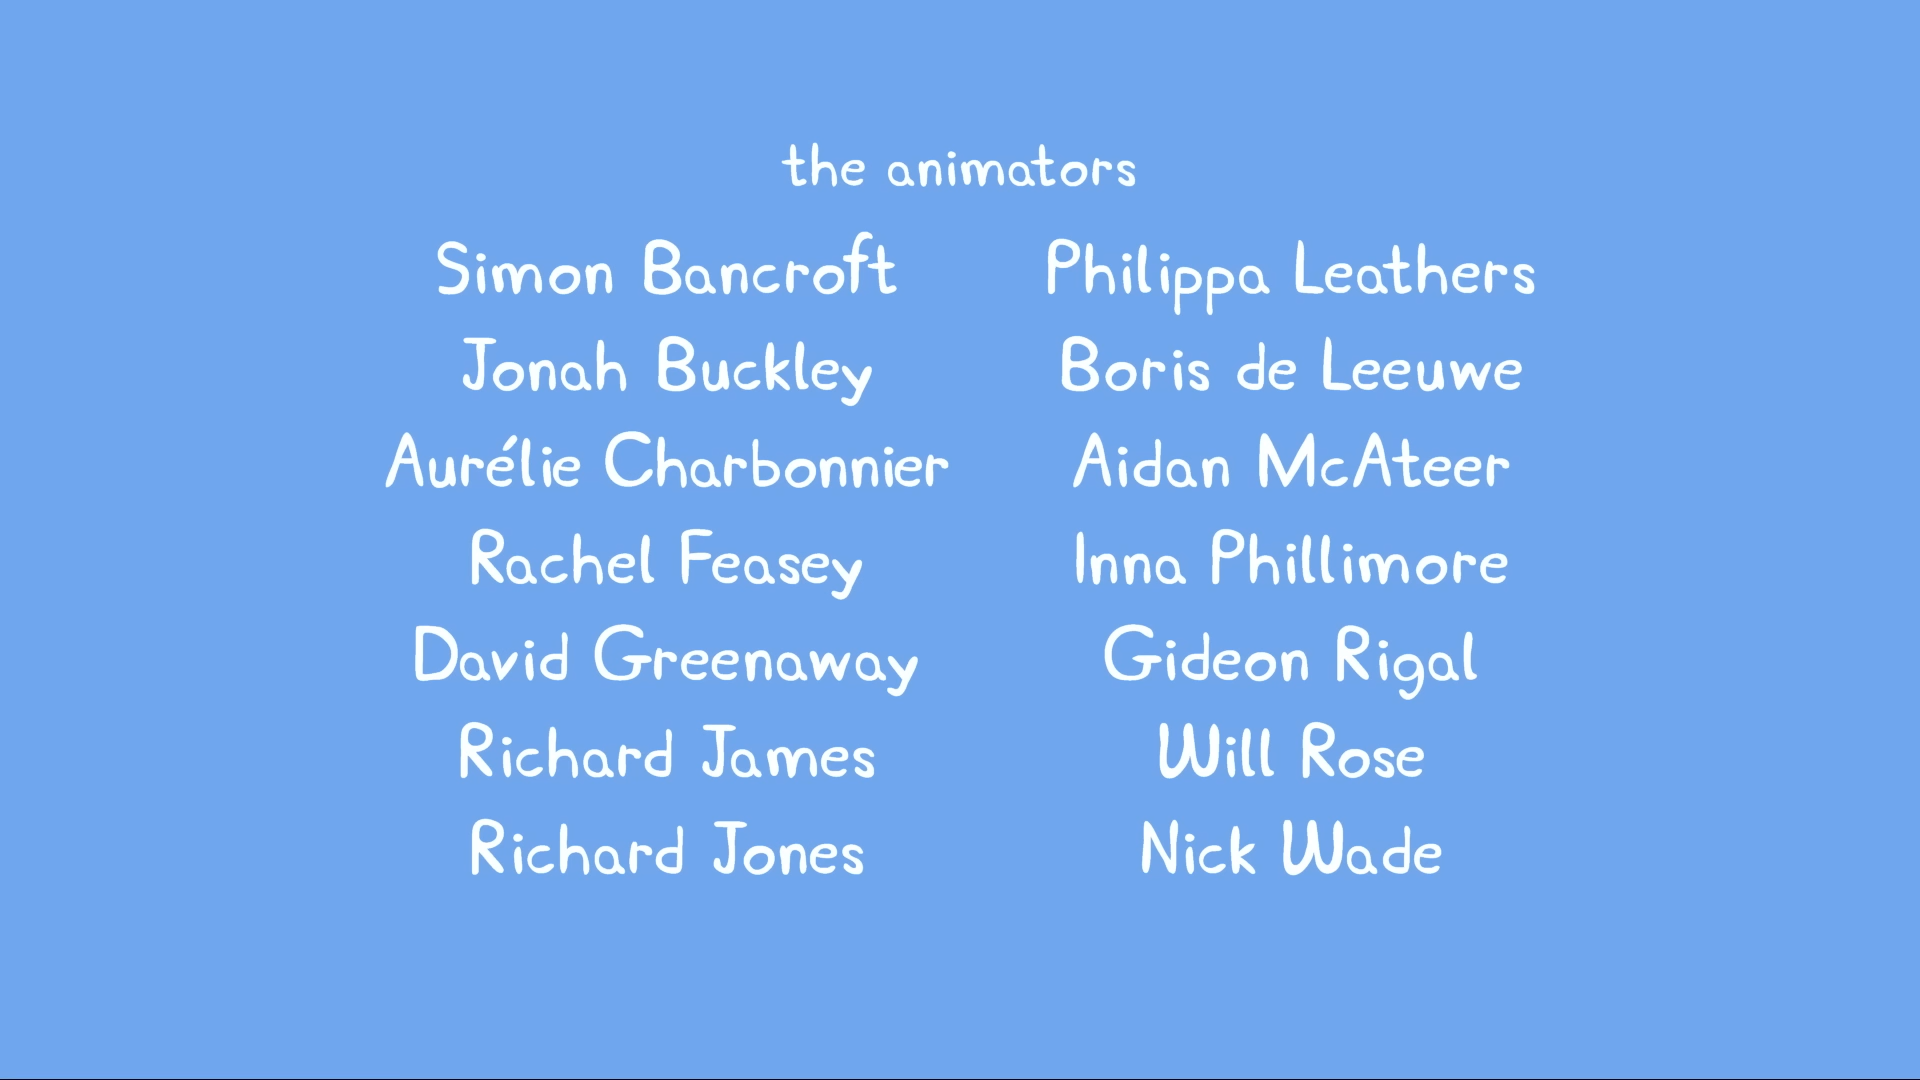 the animators
Simon Bancroft
Jonah Buckley
Aurélie Charbonnier
Rachel Feasey
David Greenaway
Richard James
Richard Jones
Philippa Leathers
Boris de Leeuwe
Aidan McAteer
Inna Phillimore
Gideon Rigal
Will Rose
Nick Wade